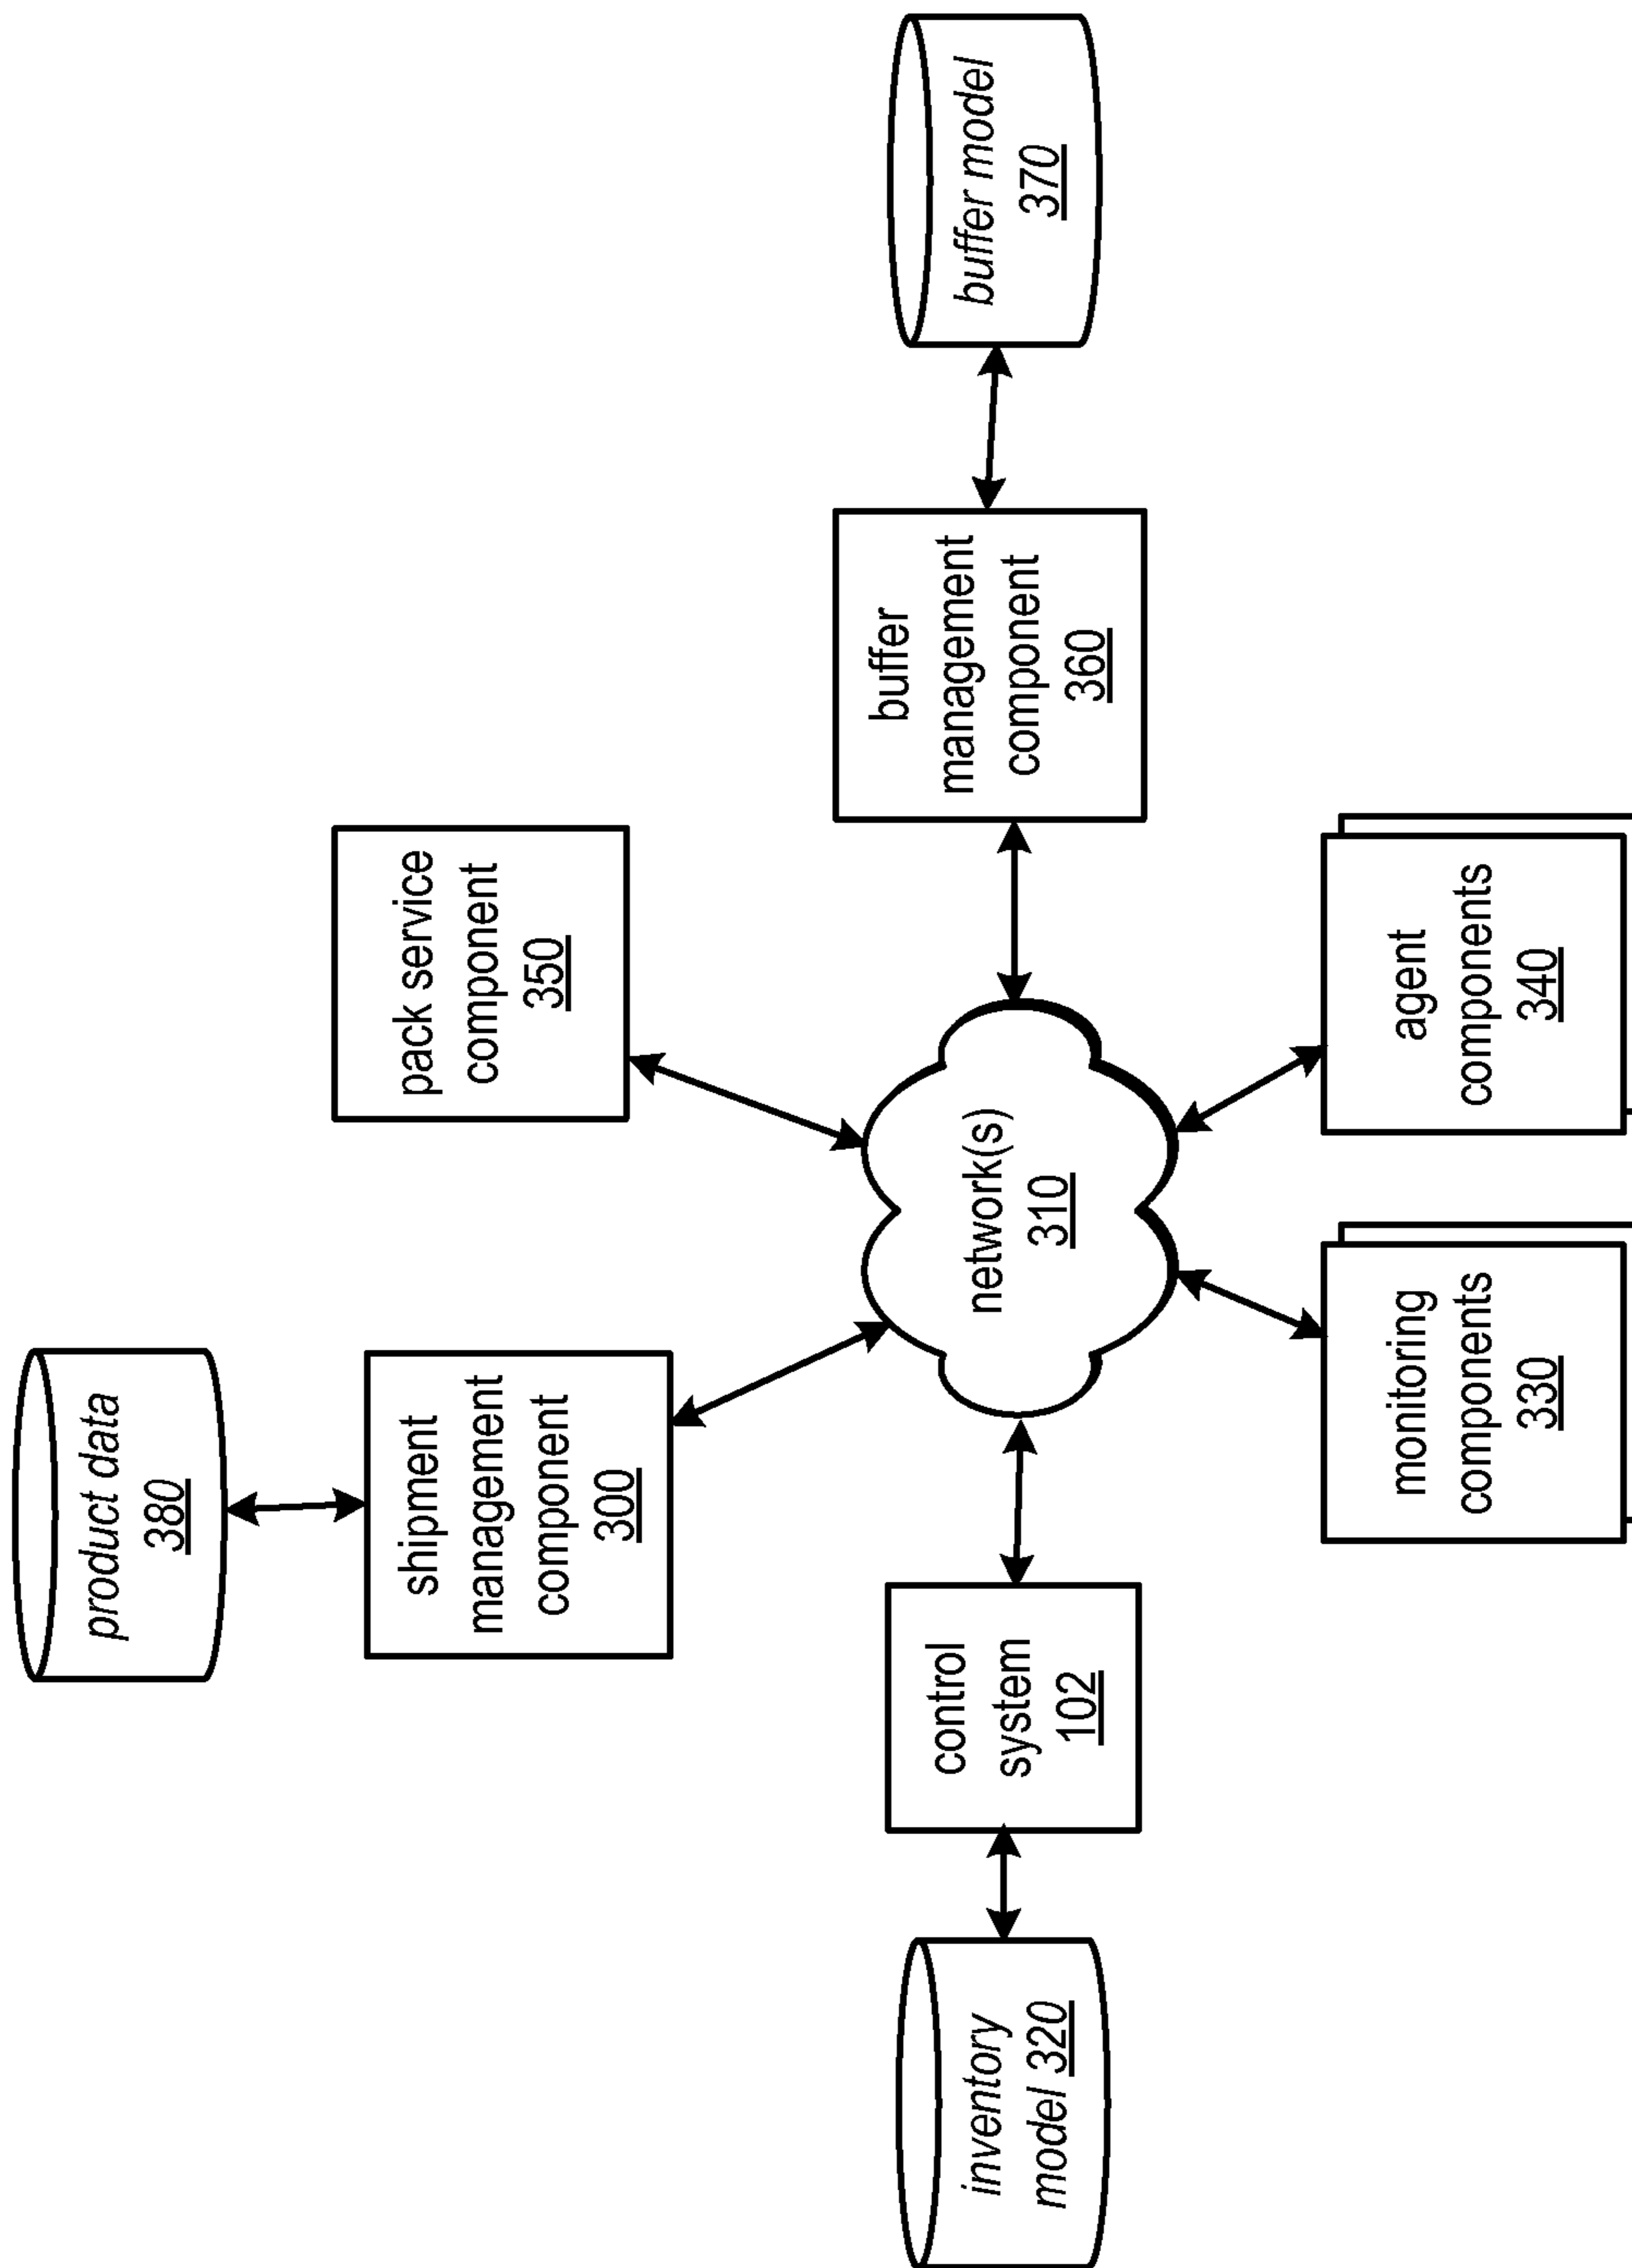 product data
380
shipment
management
component
300
pack service
component
350
inventory
model 320
control
system
102
network(s)
310
buffer
management
component
360
buffer model
370
monitoring
components
330
agent
components
340